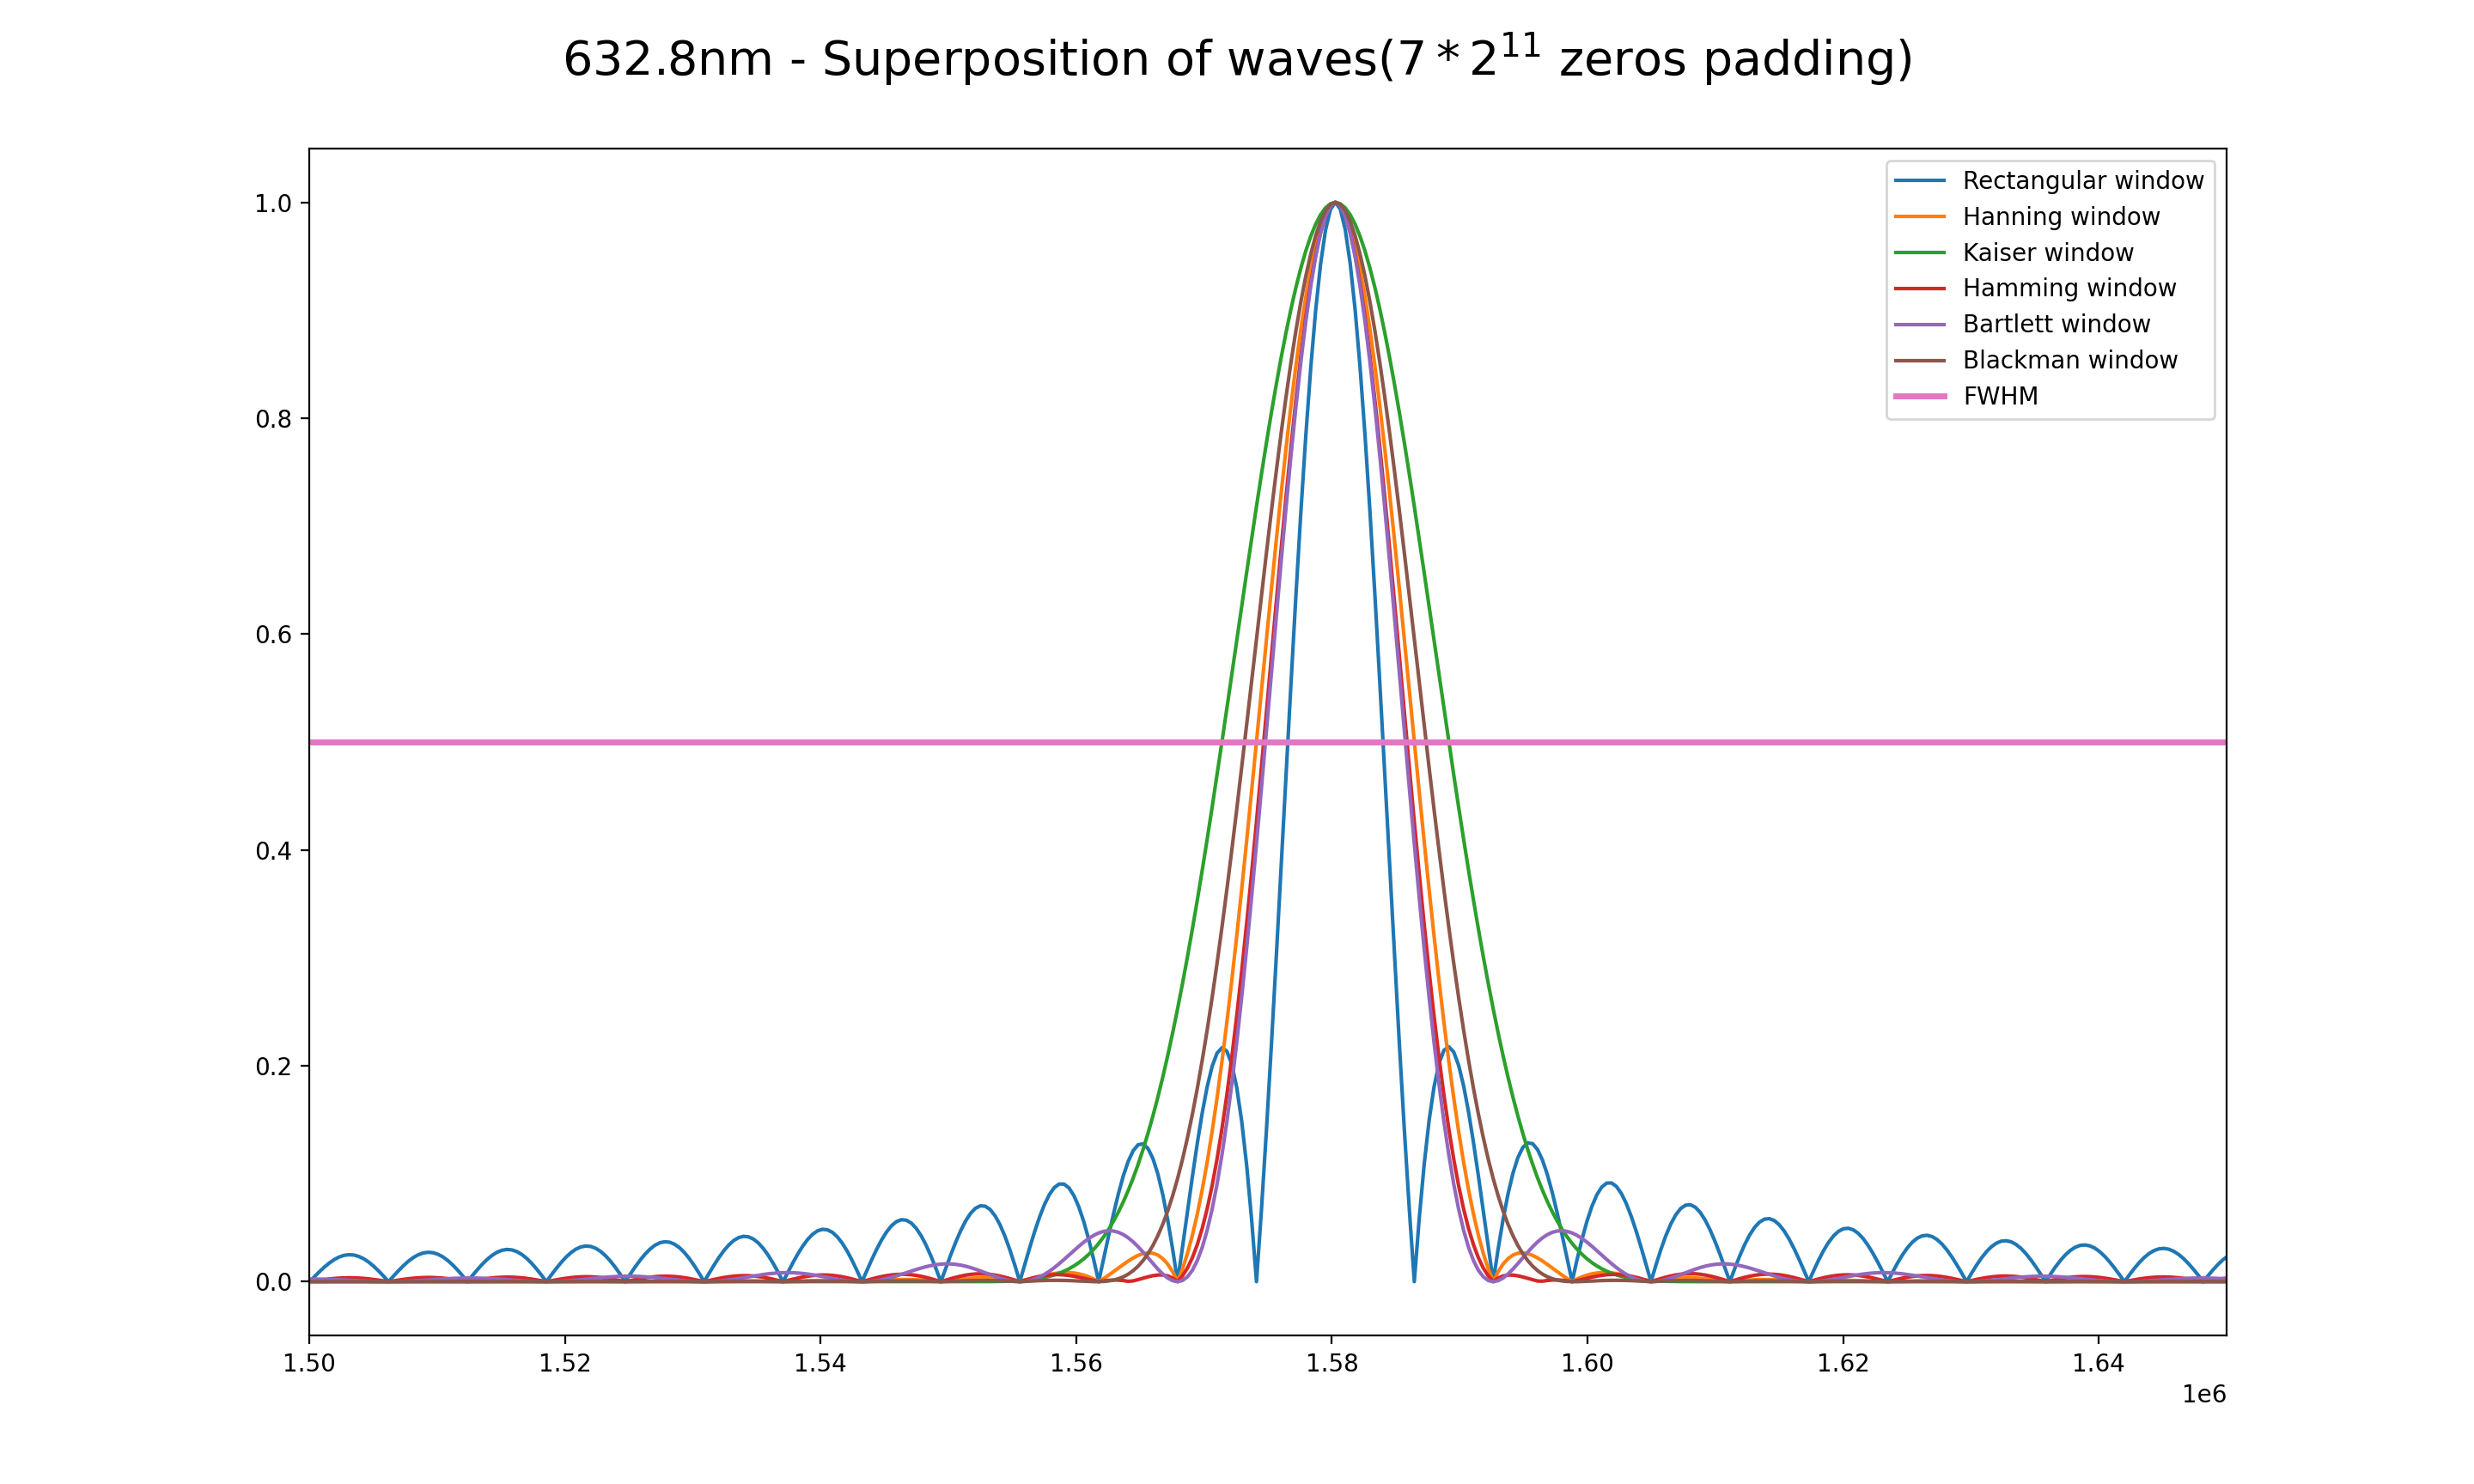 632.8nm - Superposition of waves(7 * 2¹¹ zeros padding)
1.0
0.8
0.6
0.4
0.2
0.0
Rectangular window
Hanning window
Kaiser window
Hamming window
Bartlett window
Blackman window
FWHM
1.50 1.52 1.54 1.56 1.58 1.60 1.62 1.64
1e6